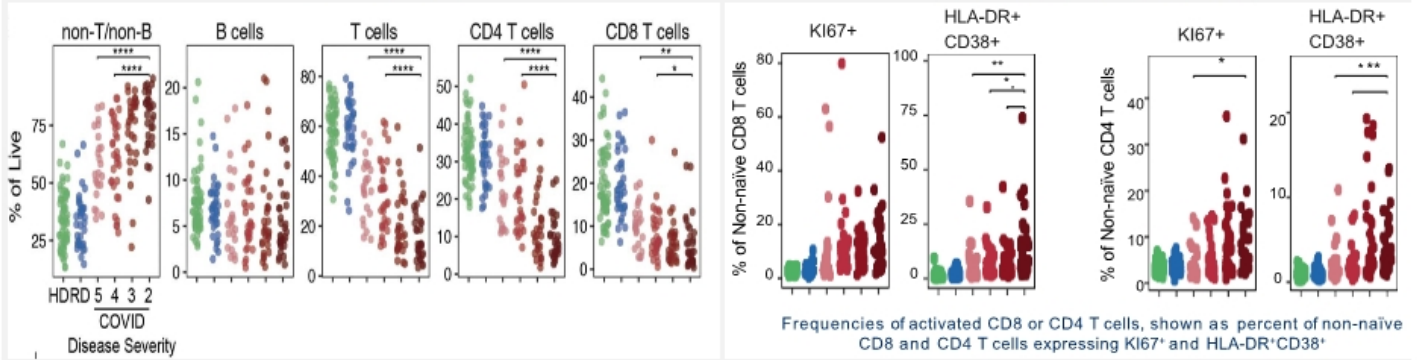 non-T/non-B
B cells
T cells
CD4 T cells
CD8 T cells
% of Live
****
****
75
50
25
HD RD 5 4 3 2
COVID
Disease Severity
20
15
10
5
0
****
****
80
60
40
20
0
****
****
50
40
30
20
10
0
**
*
40
30
20
10
0
KI67+
% of Non-naïve CD8 T cells
80
60
40
20
0
HLA-DR+
CD38+
100
75
50
25
0
**
*
KI67+
% of Non-naïve CD4 T cells
*
40
30
20
10
0
HLA-DR+
CD38+
* **
20
10
0
Frequencies of activated CD8 or CD4 T cells, shown as percent of non-naïve
CD8 and CD4 T cells expressing KI67⁺ and HLA-DR⁺CD38⁺